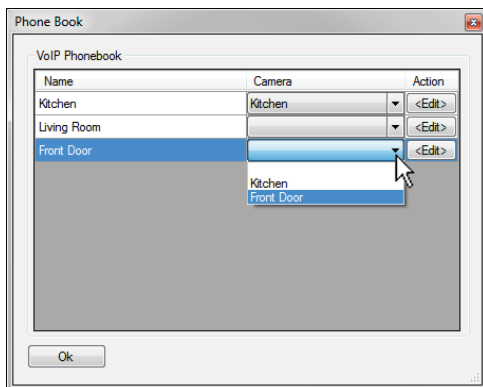 Phone Book
VoIP Phonebook
Name Camera Action
Kitchen Kitchen <Edit>
Living Room <Edit>
Front Door <Edit>
Kitchen
Front Door
Ok